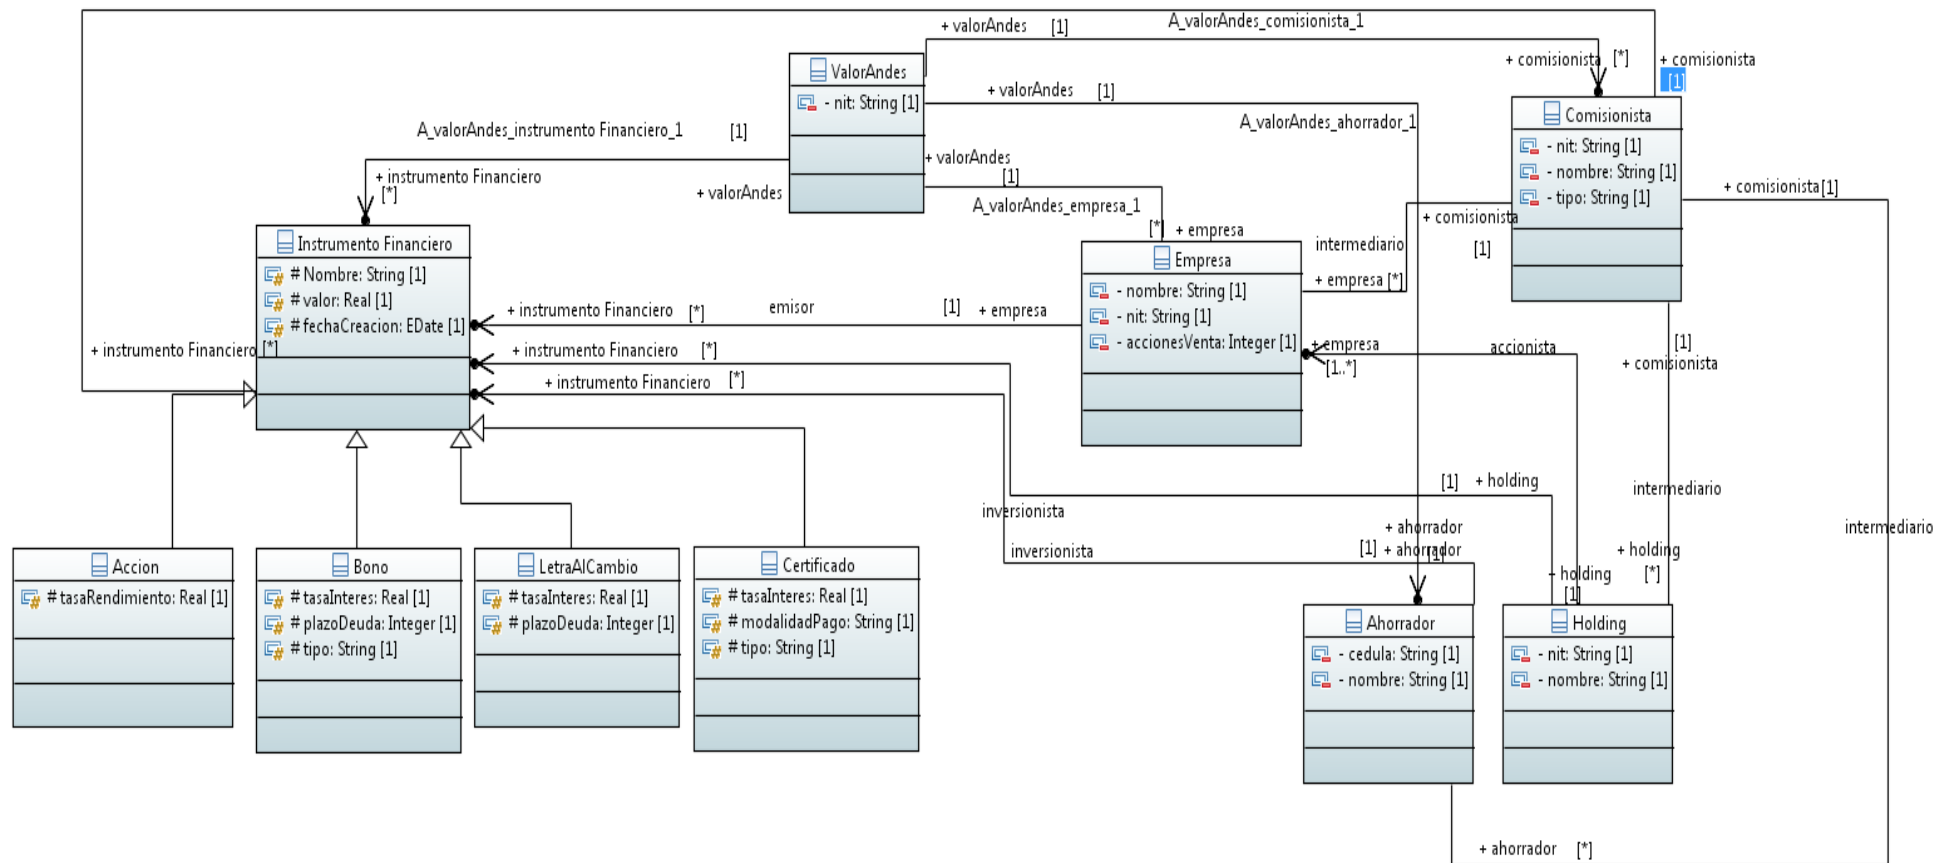 + valorAndes [1]
A_valorAndes_comisionista_1
+ comisionista [*]
+ comisionista
[1]
ValorAndes
- nit: String [1]
+ valorAndes [1]
A_valorAndes_ahorrador_1
A_valorAndes_instrumento Financiero_1 [1]
+ instrumento Financiero
[*]
+ valorAndes
+ valorAndes
[1]
A_valorAndes_empresa_1
[*] + empresa
Comisionista
- nit: String [1]
- nombre: String [1]
- tipo: String [1]
+ comisionista[1]
+ comisionista
[1]
intermediario
+ empresa [*]
Instrumento Financiero
# Nombre: String [1]
# valor: Real [1]
# fechaCreacion: EDate [1]
Empresa
- nombre: String [1]
- nit: String [1]
- accionesVenta: Integer [1]
+ instrumento Financiero [*]
emisor
[1] + empresa
+ instrumento Financiero [*]
+ instrumento Financiero [*]
+ instrumento Financiero [*]
+ empresa
[1..*]
accionista
[1]
+ comisionista
[1] + holding
intermediario
inversionista
inversionista
+ ahorrador
[1] + ahorrador
[1]
intermediario
+ holding
[*]
+ holding
[1]
Accion
# tasaRendimiento: Real [1]
Bono
# tasaInteres: Real [1]
# plazoDeuda: Integer [1]
# tipo: String [1]
LetraAlCambio
# tasaInteres: Real [1]
# plazoDeuda: Integer [1]
Certificado
# tasaInteres: Real [1]
# modalidadPago: String [1]
# tipo: String [1]
Ahorrador
- cedula: String [1]
- nombre: String [1]
Holding
- nit: String [1]
- nombre: String [1]
+ ahorrador [*]